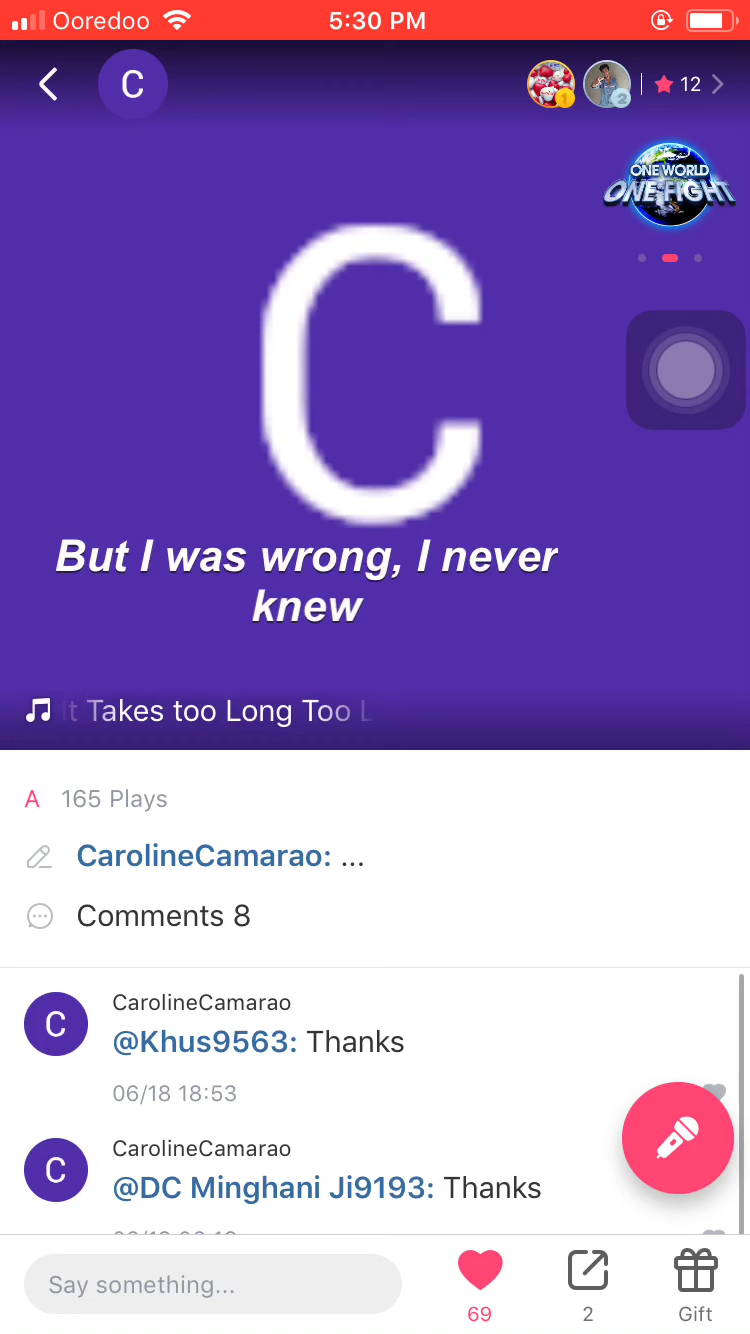 Ooredoo
5:30 PM
C
1
2
12
ONE WORLD
ONE FIGHT
C
But I was wrong, I never
knew
It Takes too Long Too L
A 165 Plays
CarolineCamarao: ...
Comments 8
C
CarolineCamarao
@Khus9563: Thanks
06/18 18:53
C
CarolineCamarao
@DC Minghani Ji9193: Thanks
Say something...
69
2
Gift